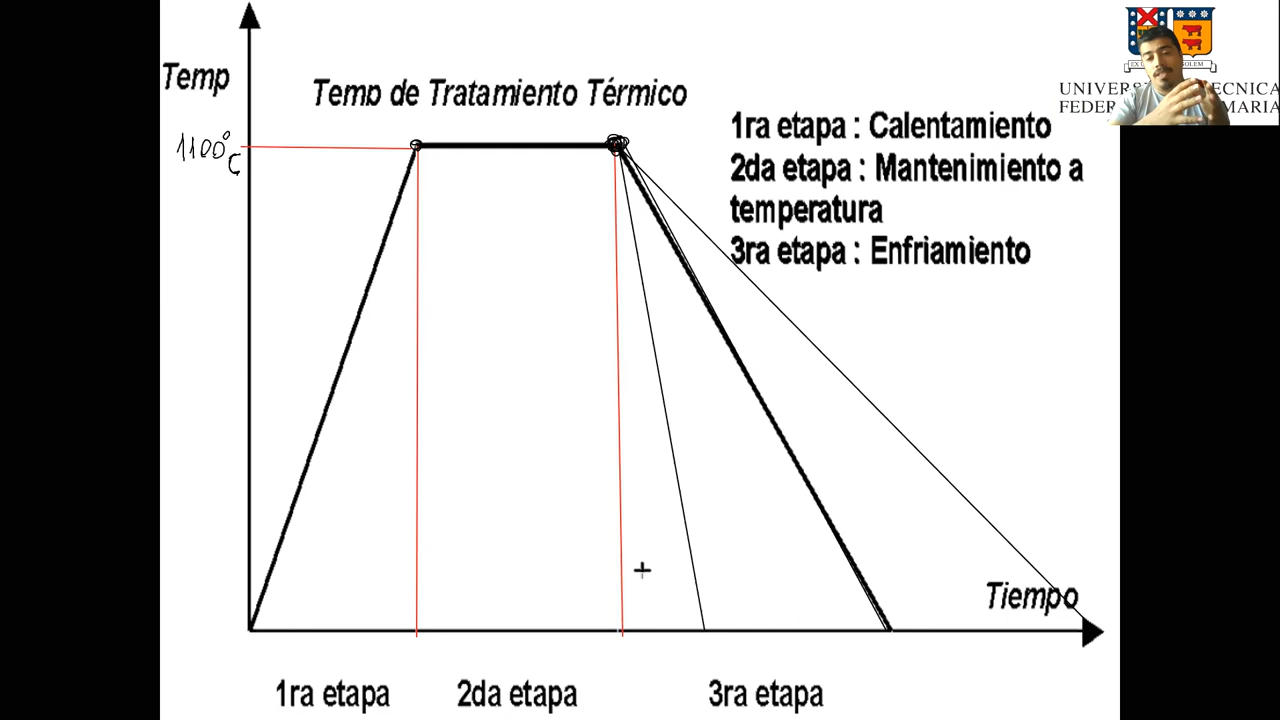 Temp
Temp de Tratamiento Térmico
1100°C
1ra etapa : Calentamiento
2da etapa : Mantenimiento a
temperatura
3ra etapa : Enfriamiento
Tiempo
1ra etapa
2da etapa
3ra etapa